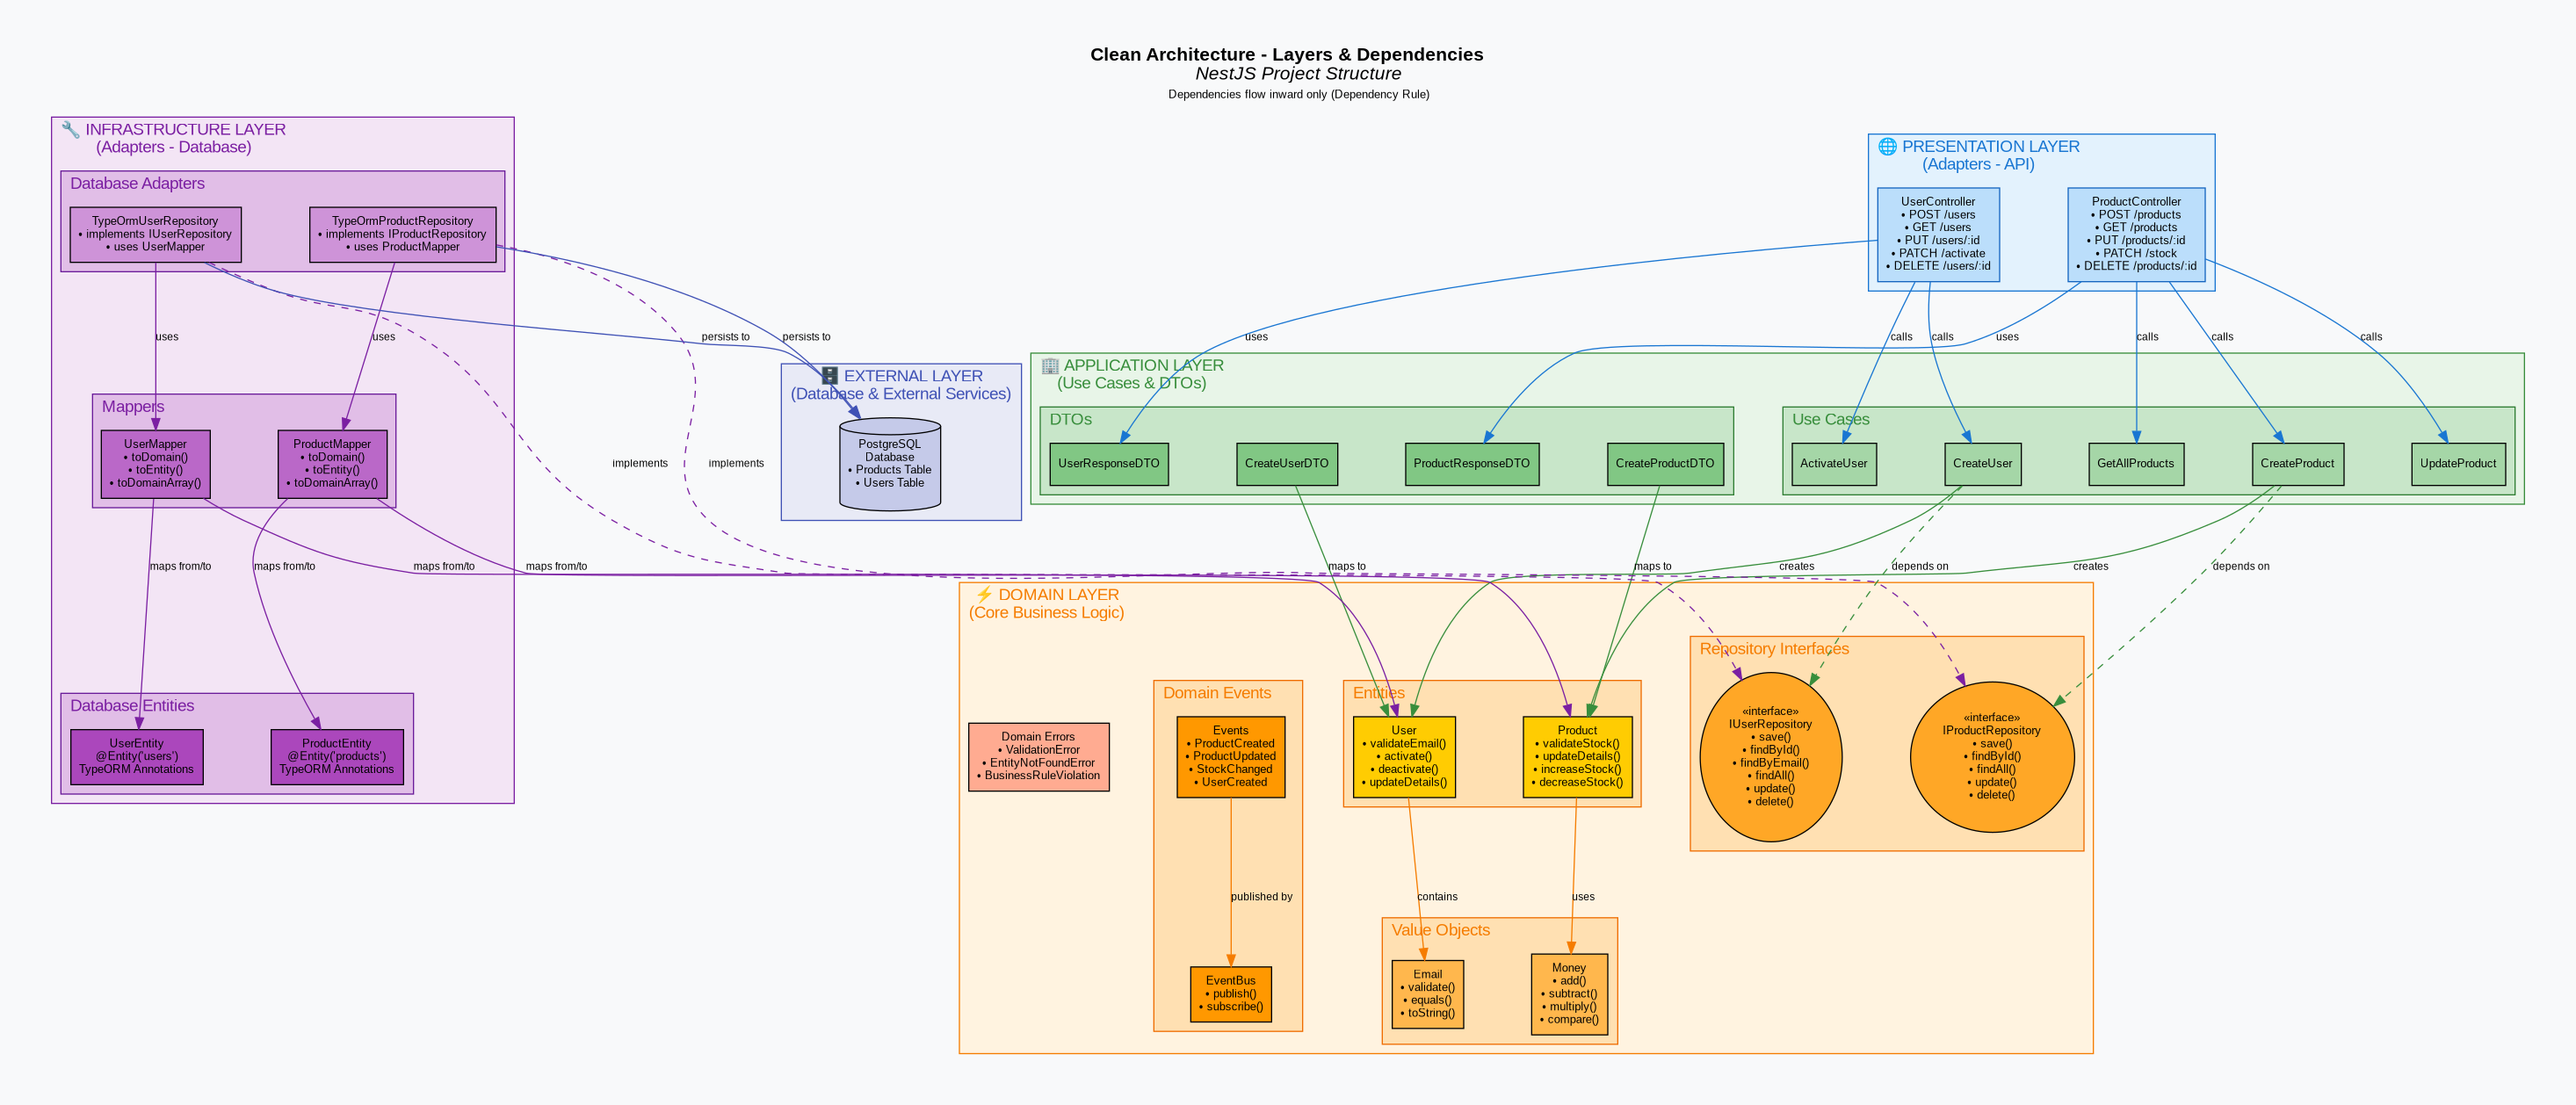 Clean Architecture - Layers & Dependencies
NestJS Project Structure
Dependencies flow inward only (Dependency Rule)
🔧 INFRASTRUCTURE LAYER
(Adapters - Database)
Database Adapters
TypeOrmUserRepository
• implements IUserRepository
• uses UserMapper
TypeOrmProductRepository
• implements IProductRepository
• uses ProductMapper
uses
uses
persists to
persists to
implements
implements
Mappers
UserMapper
• toDomain()
• toEntity()
• toDomainArray()
ProductMapper
• toDomain()
• toEntity()
• toDomainArray()
maps from/to
maps from/to
maps from/to
maps from/to
Database Entities
UserEntity
@Entity('users')
TypeORM Annotations
ProductEntity
@Entity('products')
TypeORM Annotations
🗄️ EXTERNAL LAYER
(Database & External Services)
PostgreSQL
Database
• Products Table
• Users Table
🌐 PRESENTATION LAYER
(Adapters - API)
UserController
• POST /users
• GET /users
• PUT /users/:id
• PATCH /activate
• DELETE /users/:id
ProductController
• POST /products
• GET /products
• PUT /products/:id
• PATCH /stock
• DELETE /products/:id
uses
uses
calls
calls
calls
calls
calls
🏢 APPLICATION LAYER
(Use Cases & DTOs)
DTOs
UserResponseDTO
CreateUserDTO
ProductResponseDTO
CreateProductDTO
Use Cases
ActivateUser
CreateUser
GetAllProducts
CreateProduct
UpdateProduct
maps to
maps to
creates
depends on
creates
depends on
⚡ DOMAIN LAYER
(Core Business Logic)
Domain Errors
• ValidationError
• EntityNotFoundError
• BusinessRuleViolation
Domain Events
Events
• ProductCreated
• ProductUpdated
• StockChanged
• UserCreated
published by
EventBus
• publish()
• subscribe()
Entities
User
• validateEmail()
• activate()
• deactivate()
• updateDetails()
Product
• validateStock()
• updateDetails()
• increaseStock()
• decreaseStock()
contains
uses
Value Objects
Email
• validate()
• equals()
• toString()
Money
• add()
• subtract()
• multiply()
• compare()
Repository Interfaces
«interface»
IUserRepository
• save()
• findById()
• findByEmail()
• findAll()
• update()
• delete()
«interface»
IProductRepository
• save()
• findById()
• findAll()
• update()
• delete()